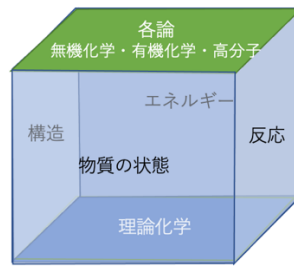 各論
無機化学・有機化学・高分子
エネルギー
構造
反応
物質の状態
理論化学